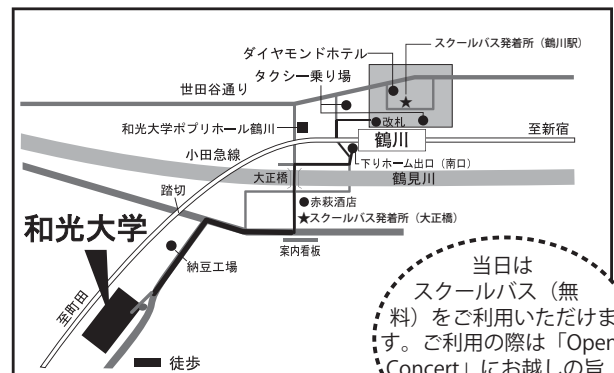 スクールバス発着所(鶴川駅)
ダイヤモンドホテル
タクシー乗り場
世田谷通り
改札
和光大学ポプリホール鶴川
鶴川
至新宿
小田急線
下りホーム出口(南口)
大正橋
鶴見川
踏切
赤萩酒店
★スクールバス発着所(大正橋)
和光大学
案内看板
納豆工場
至町田
徒歩
当日は
スクールバス(無
料)をご利用いただけま
す。ご利用の際は「Open
Concert」にお越しの旨